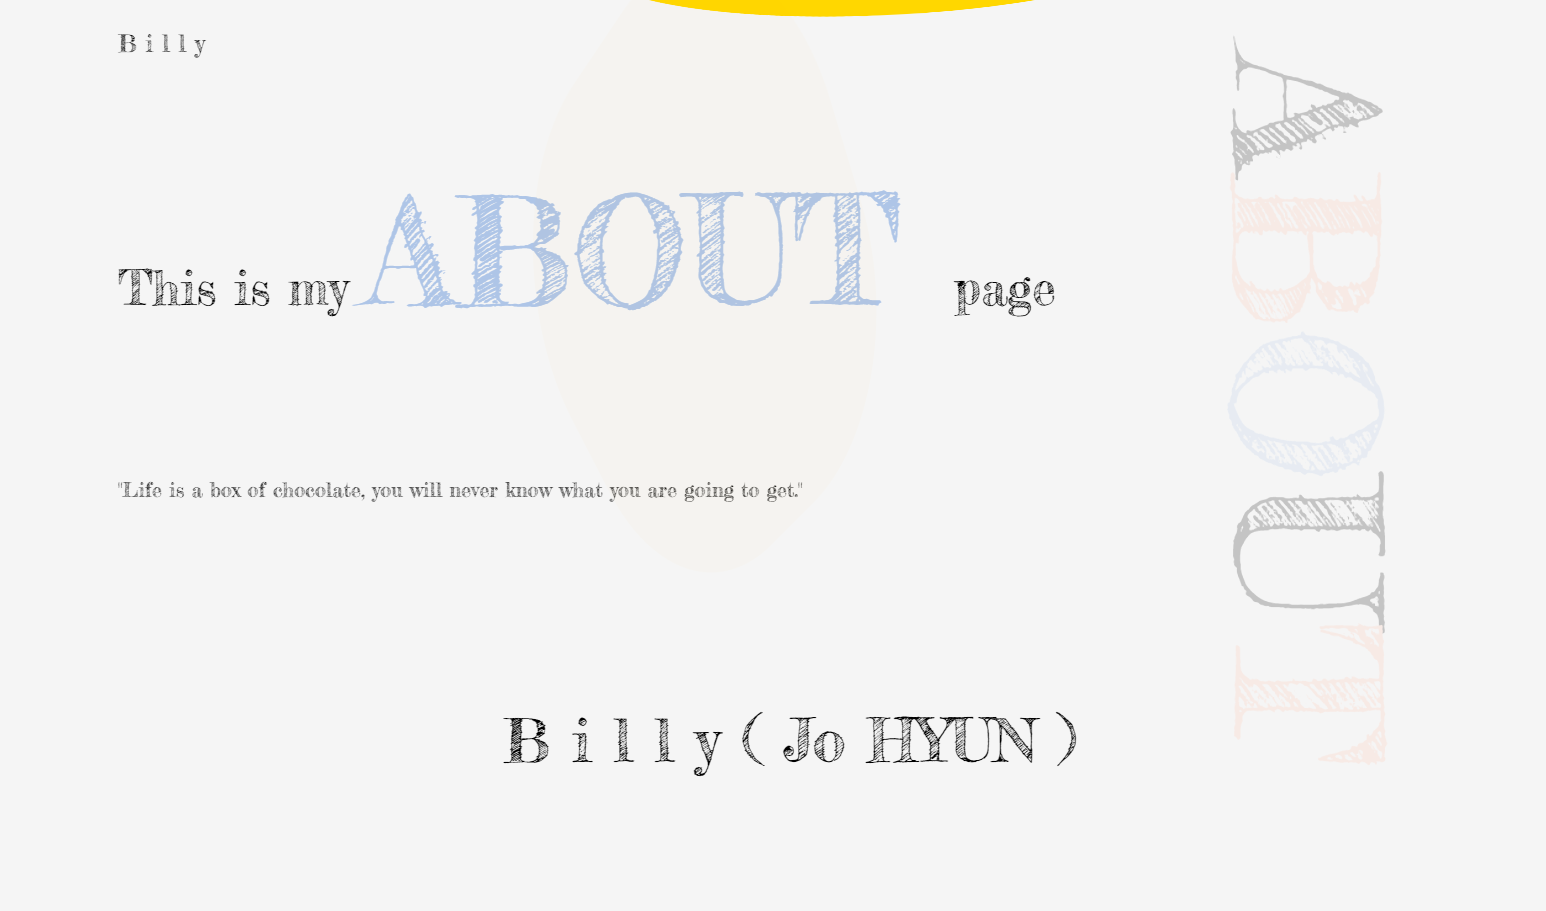 Billy
This is my ABOUT page
"Life is a box of chocolate, you will never know what you are going to get."
Billy ( Jo HYUN )
ABOUT